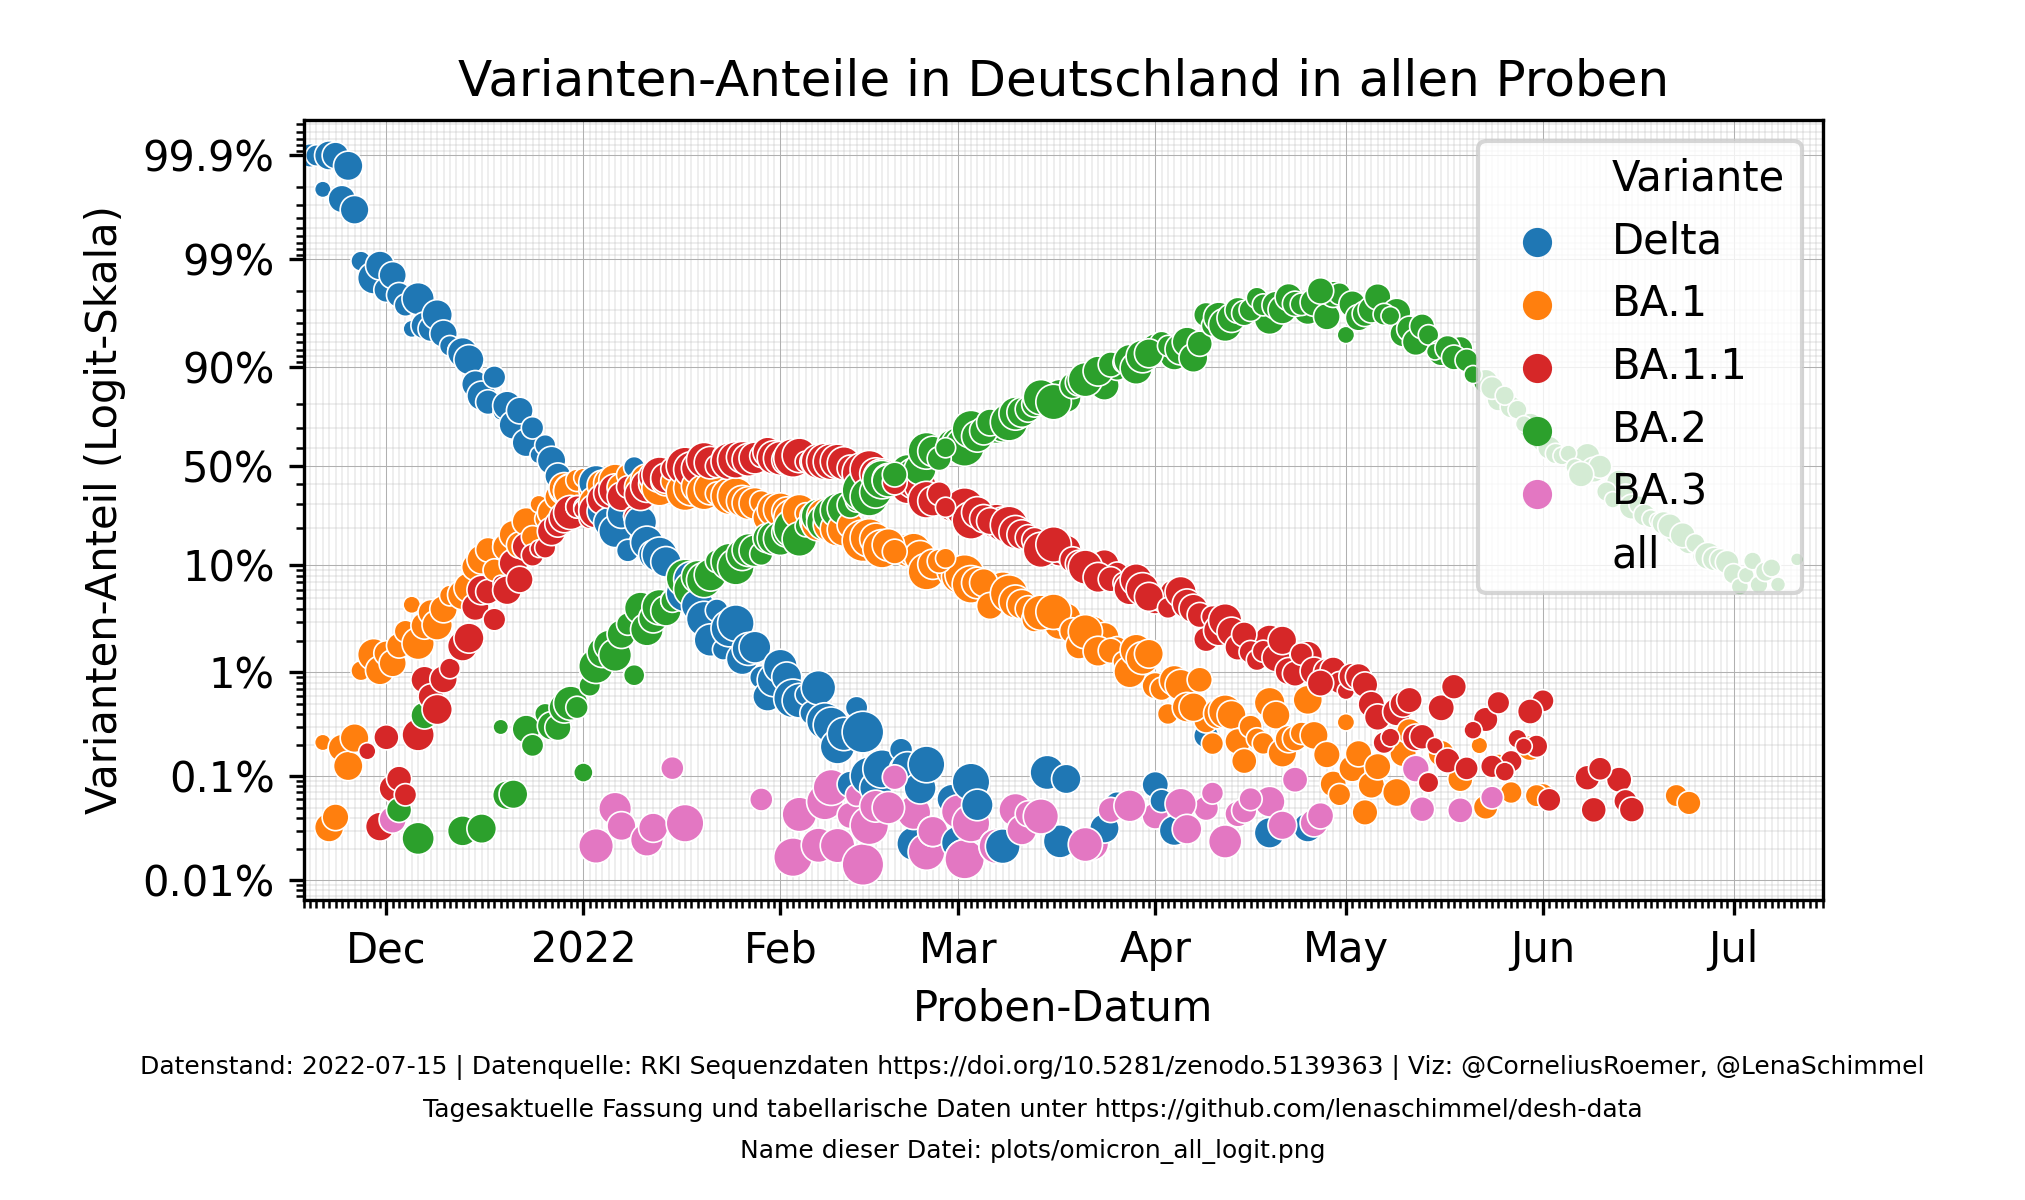 Varianten-Anteile in Deutschland in allen Proben
Varianten-Anteil (Logit-Skala)
99.9%
99%
90%
50%
10%
1%
0.1%
0.01%
Variante
Delta
BA.1
BA.1.1
BA.2
BA.3
all
Dec 2022 Feb Mar Apr May Jun Jul
Proben-Datum
Datenstand: 2022-07-15 | Datenquelle: RKI Sequenzdaten https://doi.org/10.5281/zenodo.5139363 | Viz: @CorneliusRoemer, @LenaSchimmel
Tagesaktuelle Fassung und tabellarische Daten unter https://github.com/lenaschimmel/desh-data
Name dieser Datei: plots/omicron_all_logit.png